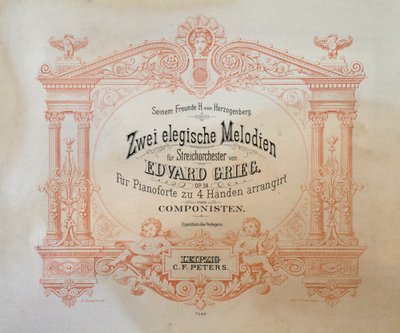 Seinem Freunde H. von Herzogenberg.
Zwei elegische Melodien
für Streichorchester von
EDVARD GRIEG.
OP. 34
Für Pianoforte zu 4 Händen arrangirt
vom
COMPONISTEN.
Eigenthum des Verlegers.
LEIPZIG
C. F. PETERS.